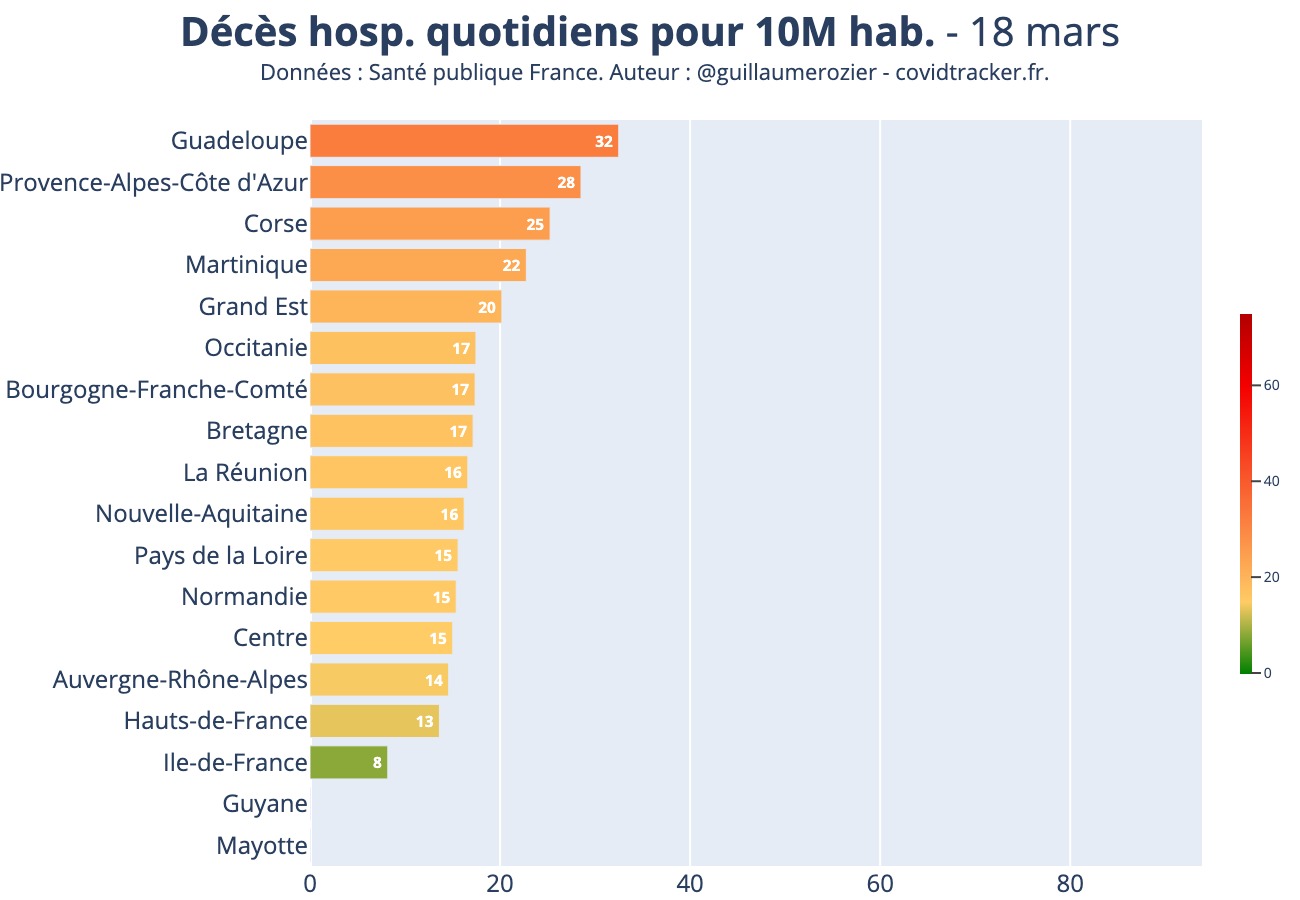 Décès hosp. quotidiens pour 10M hab. - 18 mars
Données : Santé publique France. Auteur : @guillaumerozier - covidtracker.fr.
Guadeloupe 32
Provence-Alpes-Côte d'Azur 28
Corse 25
Martinique 22
Grand Est 20
Occitanie 17
Bourgogne-Franche-Comté 17
Bretagne 17
La Réunion 16
Nouvelle-Aquitaine 16
Pays de la Loire 15
Normandie 15
Centre 15
Auvergne-Rhône-Alpes 14
Hauts-de-France 13
Ile-de-France 8
Guyane
Mayotte
0 20 40 60 80
60
40
20
0